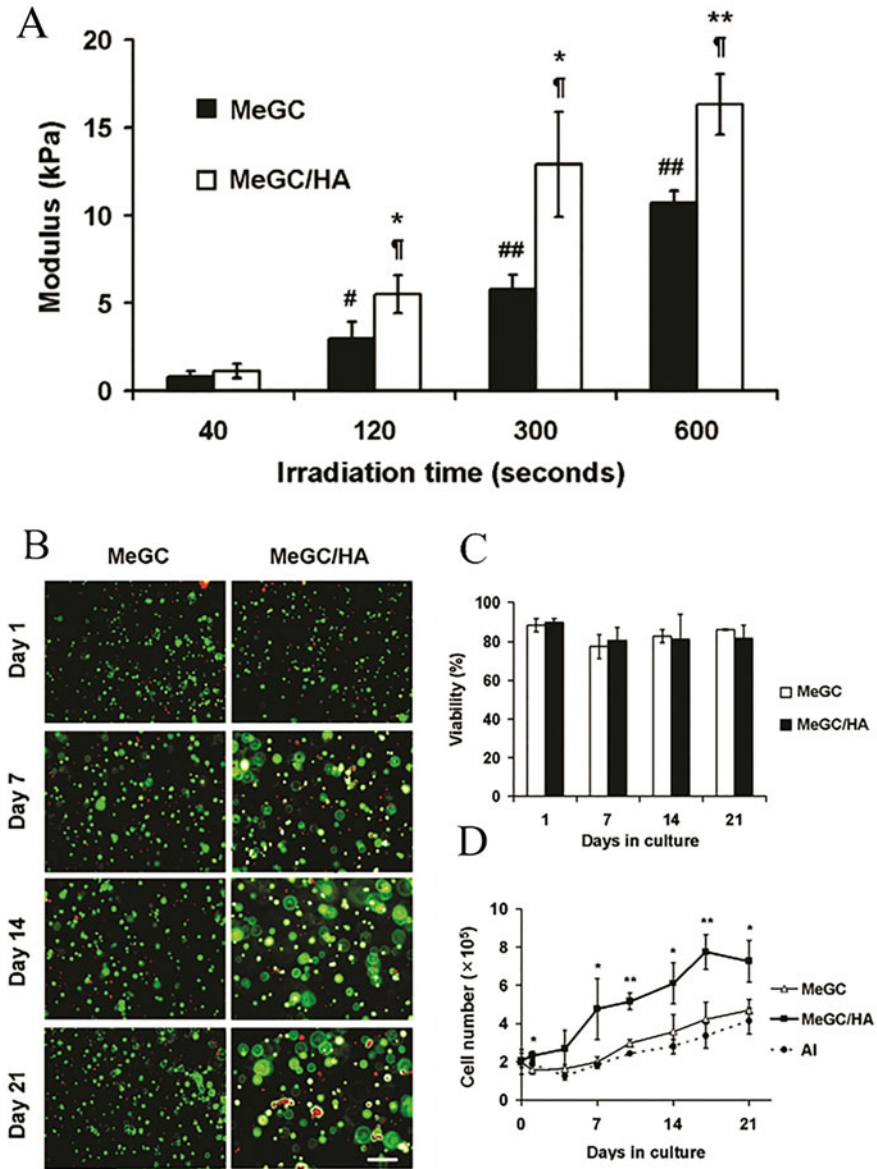 A
Modulus (kPa)
20
15
10
5
0
MeGC
MeGC/HA
#
*
¶
##
*
¶
##
**
¶
40 120 300 600
Irradiation time (seconds)
B
MeGC MeGC/HA
Day 1
Day 7
Day 14
Day 21
C
Viability (%)
100
80
60
40
20
0
1 7 14 21
Days in culture
MeGC
MeGC/HA
D
Cell number (×10⁵)
10
8
6
4
2
0
*
*
**
*
**
*
0 7 14 21
Days in culture
MeGC
MeGC/HA
AI